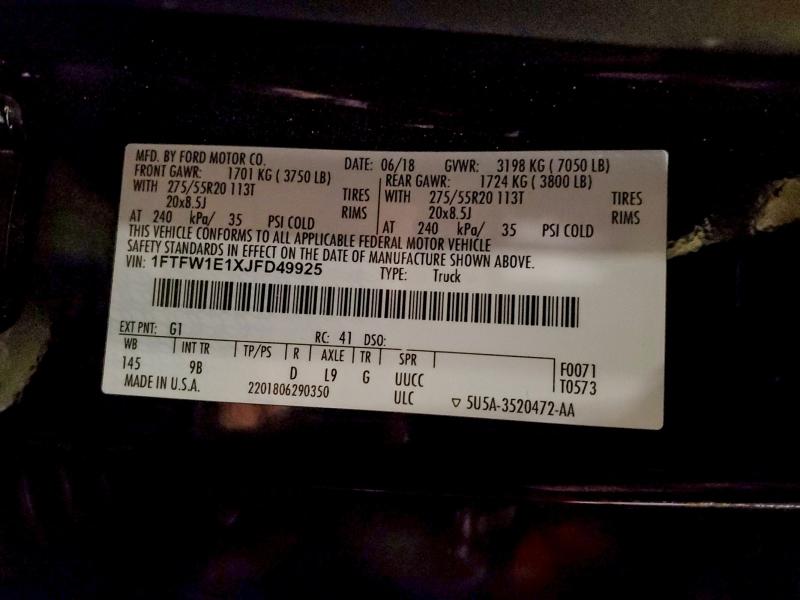 MFD. BY FORD MOTOR CO. DATE: 06/18 GVWR: 3198 KG ( 7050 LB)
FRONT GAWR: 1701 KG ( 3750 LB) REAR GAWR: 1724 KG ( 3800 LB)
WITH 275/55R20 113T TIRES WITH 275/55R20 113T TIRES
20x8.5J RIMS 20x8.5J RIMS
AT 240 kPa/ 35 PSI COLD AT 240 kPa/ 35 PSI COLD
THIS VEHICLE CONFORMS TO ALL APPLICABLE FEDERAL MOTOR VEHICLE
SAFETY STANDARDS IN EFFECT ON THE DATE OF MANUFACTURE SHOWN ABOVE.
VIN: 1FTFW1E1XJFD49925 TYPE: Truck
EXT PNT: G1 RC: 41 DSO:
WB INT TR TP/PS R AXLE TR SPR
145 9B D L9 G UUCC F0071
ULC T0573
MADE IN U.S.A. 2201806290350 ▽ 5U5A-3520472-AA